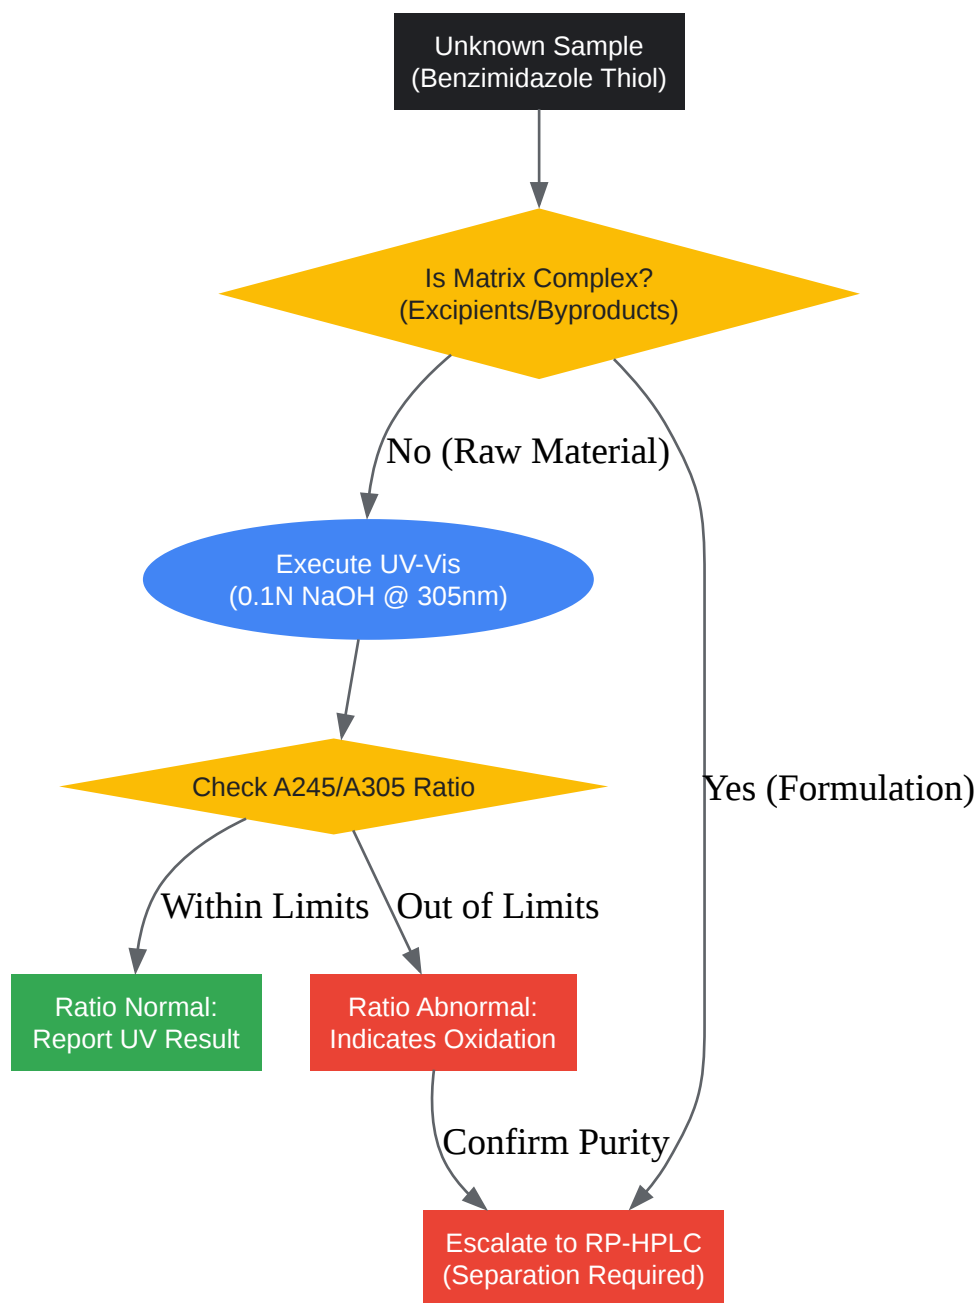 Unknown Sample
(Benzimidazole Thiol)
Is Matrix Complex?
(Excipients/Byproducts)
No (Raw Material)
Execute UV-Vis
(0.1N NaOH @ 305nm)
Check A245/A305 Ratio
Yes (Formulation)
Within Limits
Out of Limits
Ratio Normal:
Report UV Result
Ratio Abnormal:
Indicates Oxidation
Confirm Purity
Escalate to RP-HPLC
(Separation Required)